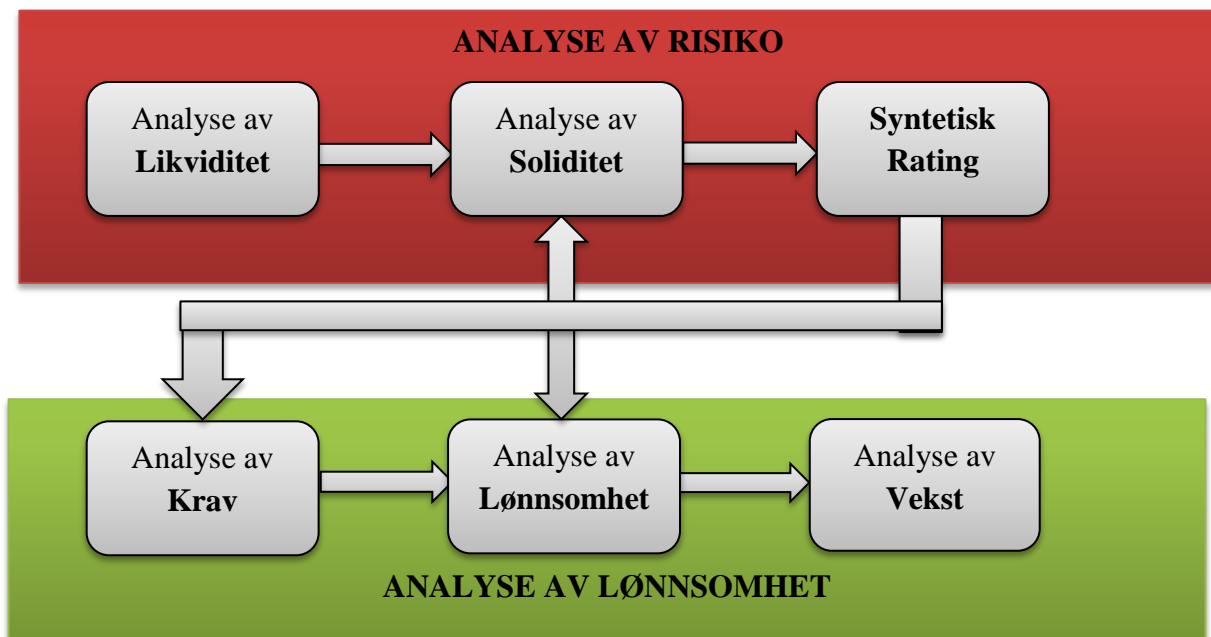 ANALYSE AV RISIKO
Analyse av
Likviditet
Analyse av
Soliditet
Syntetisk
Rating
Analyse av
Krav
Analyse av
Lønnsomhet
Analyse av
Vekst
ANALYSE AV LØNNSOMHET